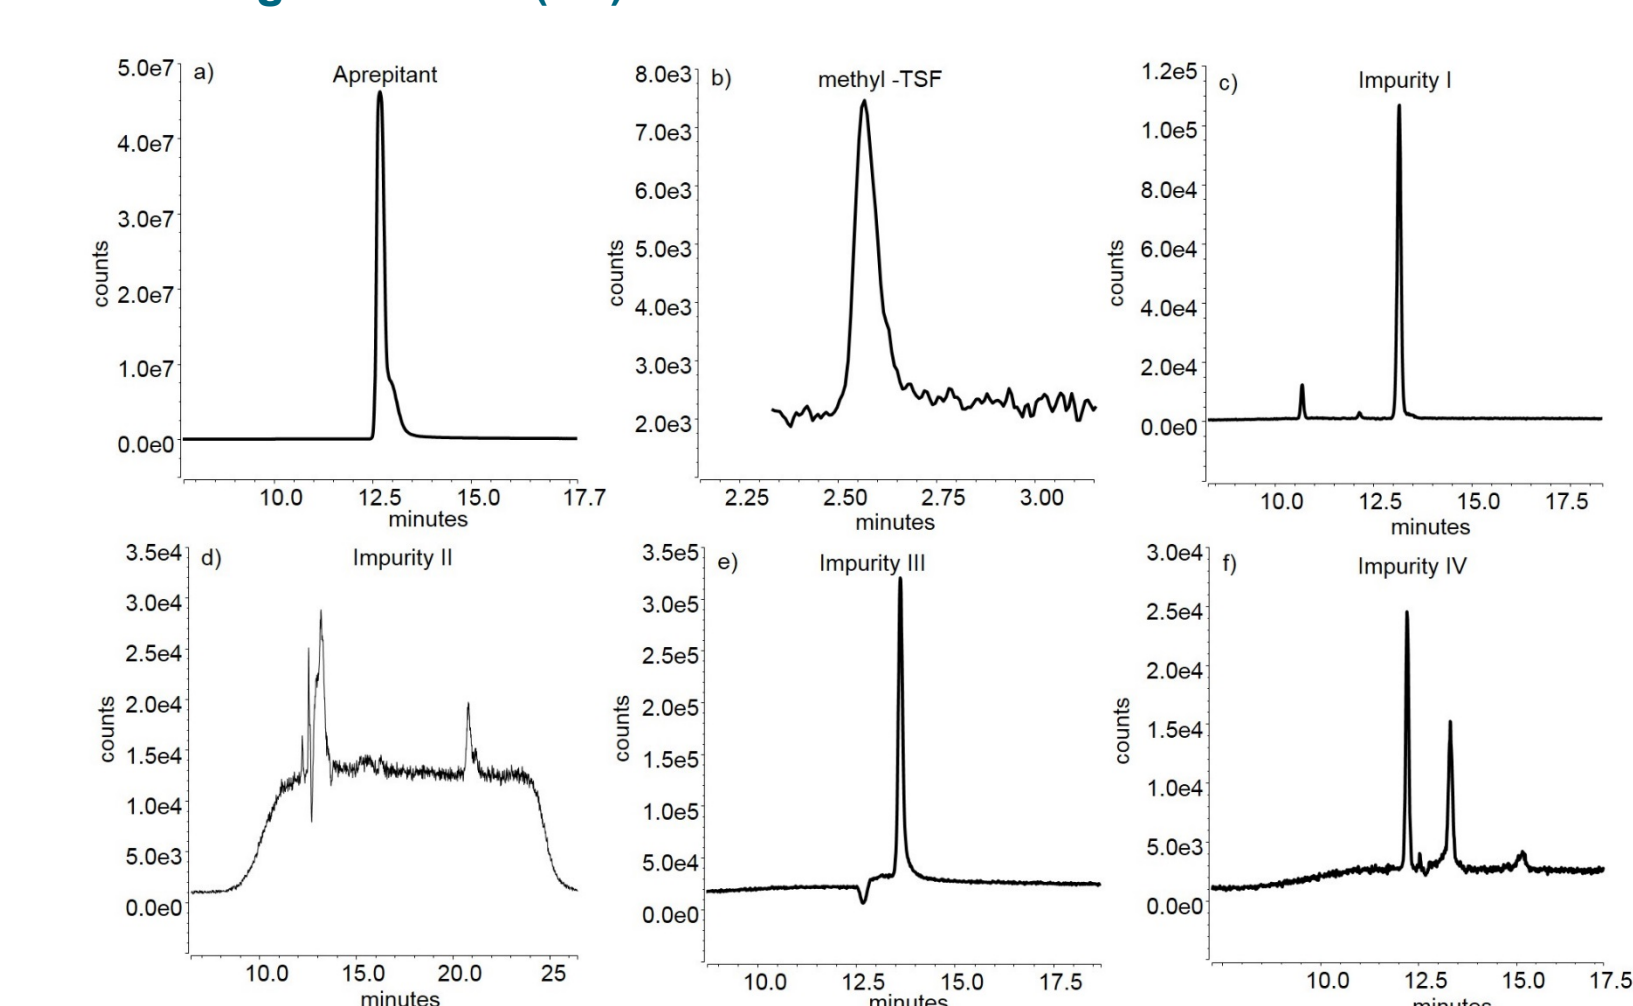 a)
Aprepitant
5.0e7
4.0e7
3.0e7
2.0e7
1.0e7
0.0e0
counts
10.0 12.5 15.0 17.7
minutes
b)
methyl -TSF
8.0e3
7.0e3
6.0e3
5.0e3
4.0e3
3.0e3
2.0e3
counts
2.25 2.50 2.75 3.00
minutes
c)
Impurity I
1.2e5
1.0e5
8.0e4
6.0e4
4.0e4
2.0e4
0.0e0
counts
10.0 12.5 15.0 17.5
minutes
d)
Impurity II
3.5e4
3.0e4
2.5e4
2.0e4
1.5e4
1.0e4
5.0e3
0.0e0
counts
10.0 15.0 20.0 25
minutes
e)
Impurity III
3.5e5
3.0e5
2.5e5
2.0e5
1.5e5
1.0e5
5.0e4
0.0e0
counts
10.0 12.5 15.0 17.5
minutes
f)
Impurity IV
3.0e4
2.5e4
2.0e4
1.5e4
1.0e4
5.0e3
0.0e0
counts
10.0 12.5 15.0 17.5
minutes